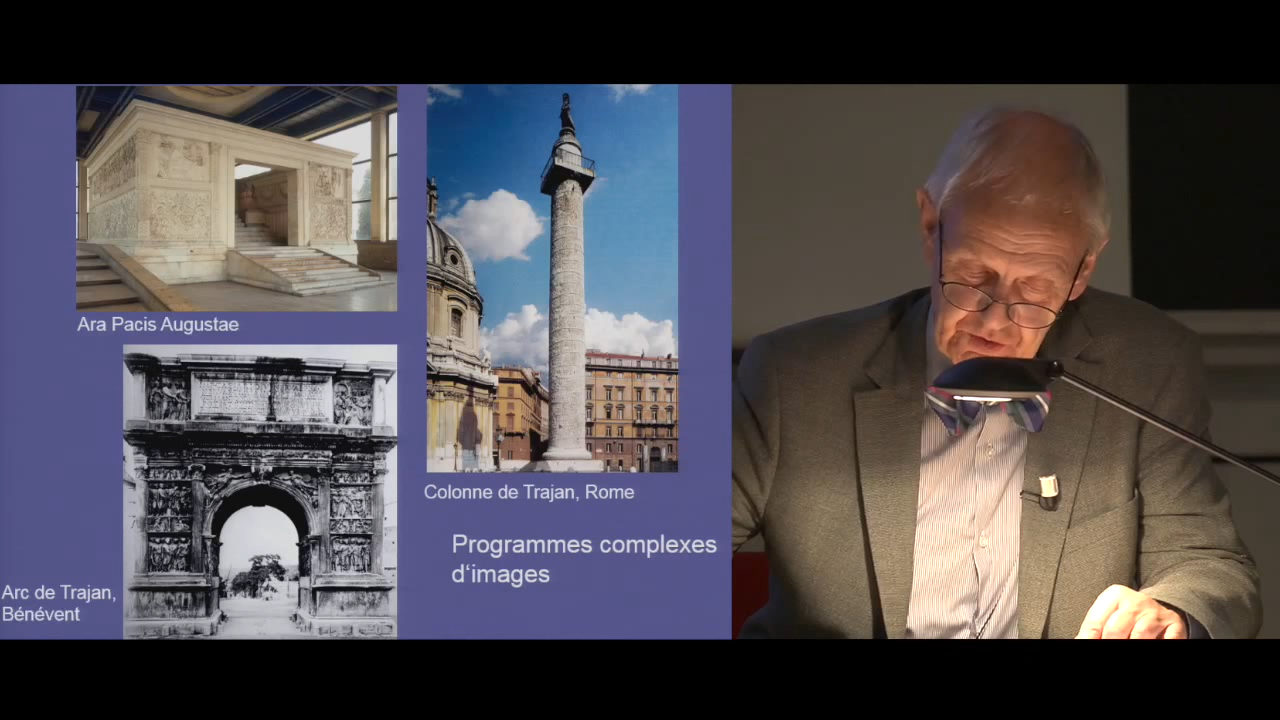 Ara Pacis Augustae
Colonne de Trajan, Rome
Programmes complexes
d‘images
Arc de Trajan,
Bénévent